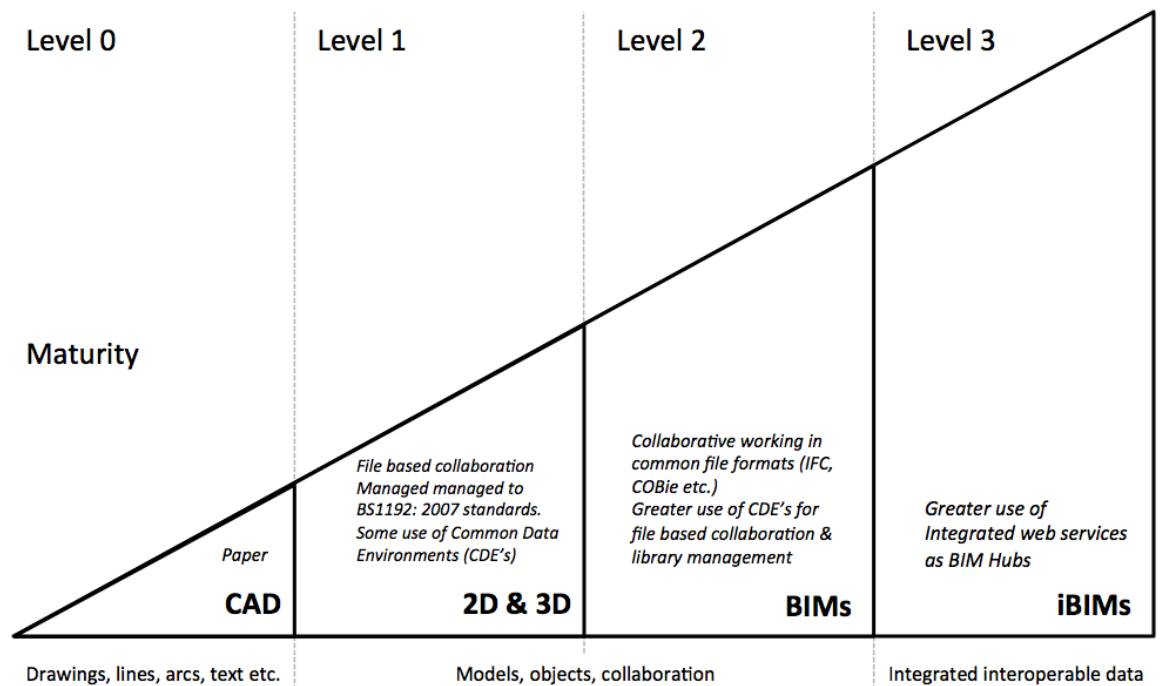 Level 0
Level 1
Level 2
Level 3
Maturity
Paper
CAD
File based collaboration
Managed managed to
BS1192: 2007 standards.
Some use of Common Data
Environments (CDE's)
2D & 3D
Collaborative working in
common file formats (IFC,
COBie etc.)
Greater use of CDE's for
file based collaboration &
library management
BIMs
Greater use of
Integrated web services
as BIM Hubs
iBIMs
Drawings, lines, arcs, text etc.
Models, objects, collaboration
Integrated interoperable data